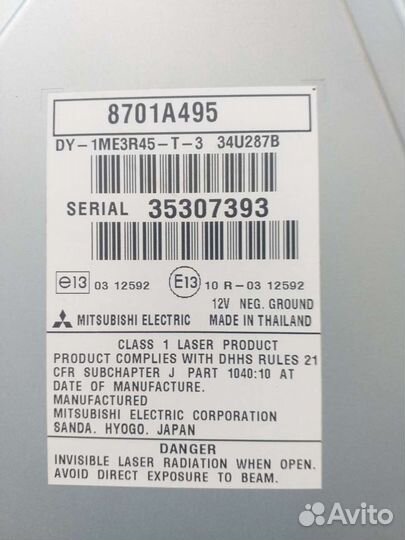 8701A495
DY-1ME3R45-T-3 34U287B
SERIAL 35307393
e13 03 12592 E13 10 R-03 12592
12V NEG. GROUND
MITSUBISHI ELECTRIC MADE IN THAILAND
CLASS 1 LASER PRODUCT
PRODUCT COMPLIES WITH DHHS RULES 21
CFR SUBCHAPTER J PART 1040:10 AT
DATE OF MANUFACTURE.
MANUFACTURED
MITSUBISHI ELECTRIC CORPORATION
SANDA. HYOGO. JAPAN
DANGER
INVISIBLE LASER RADIATION WHEN OPEN.
AVOID DIRECT EXPOSURE TO BEAM.
Avito